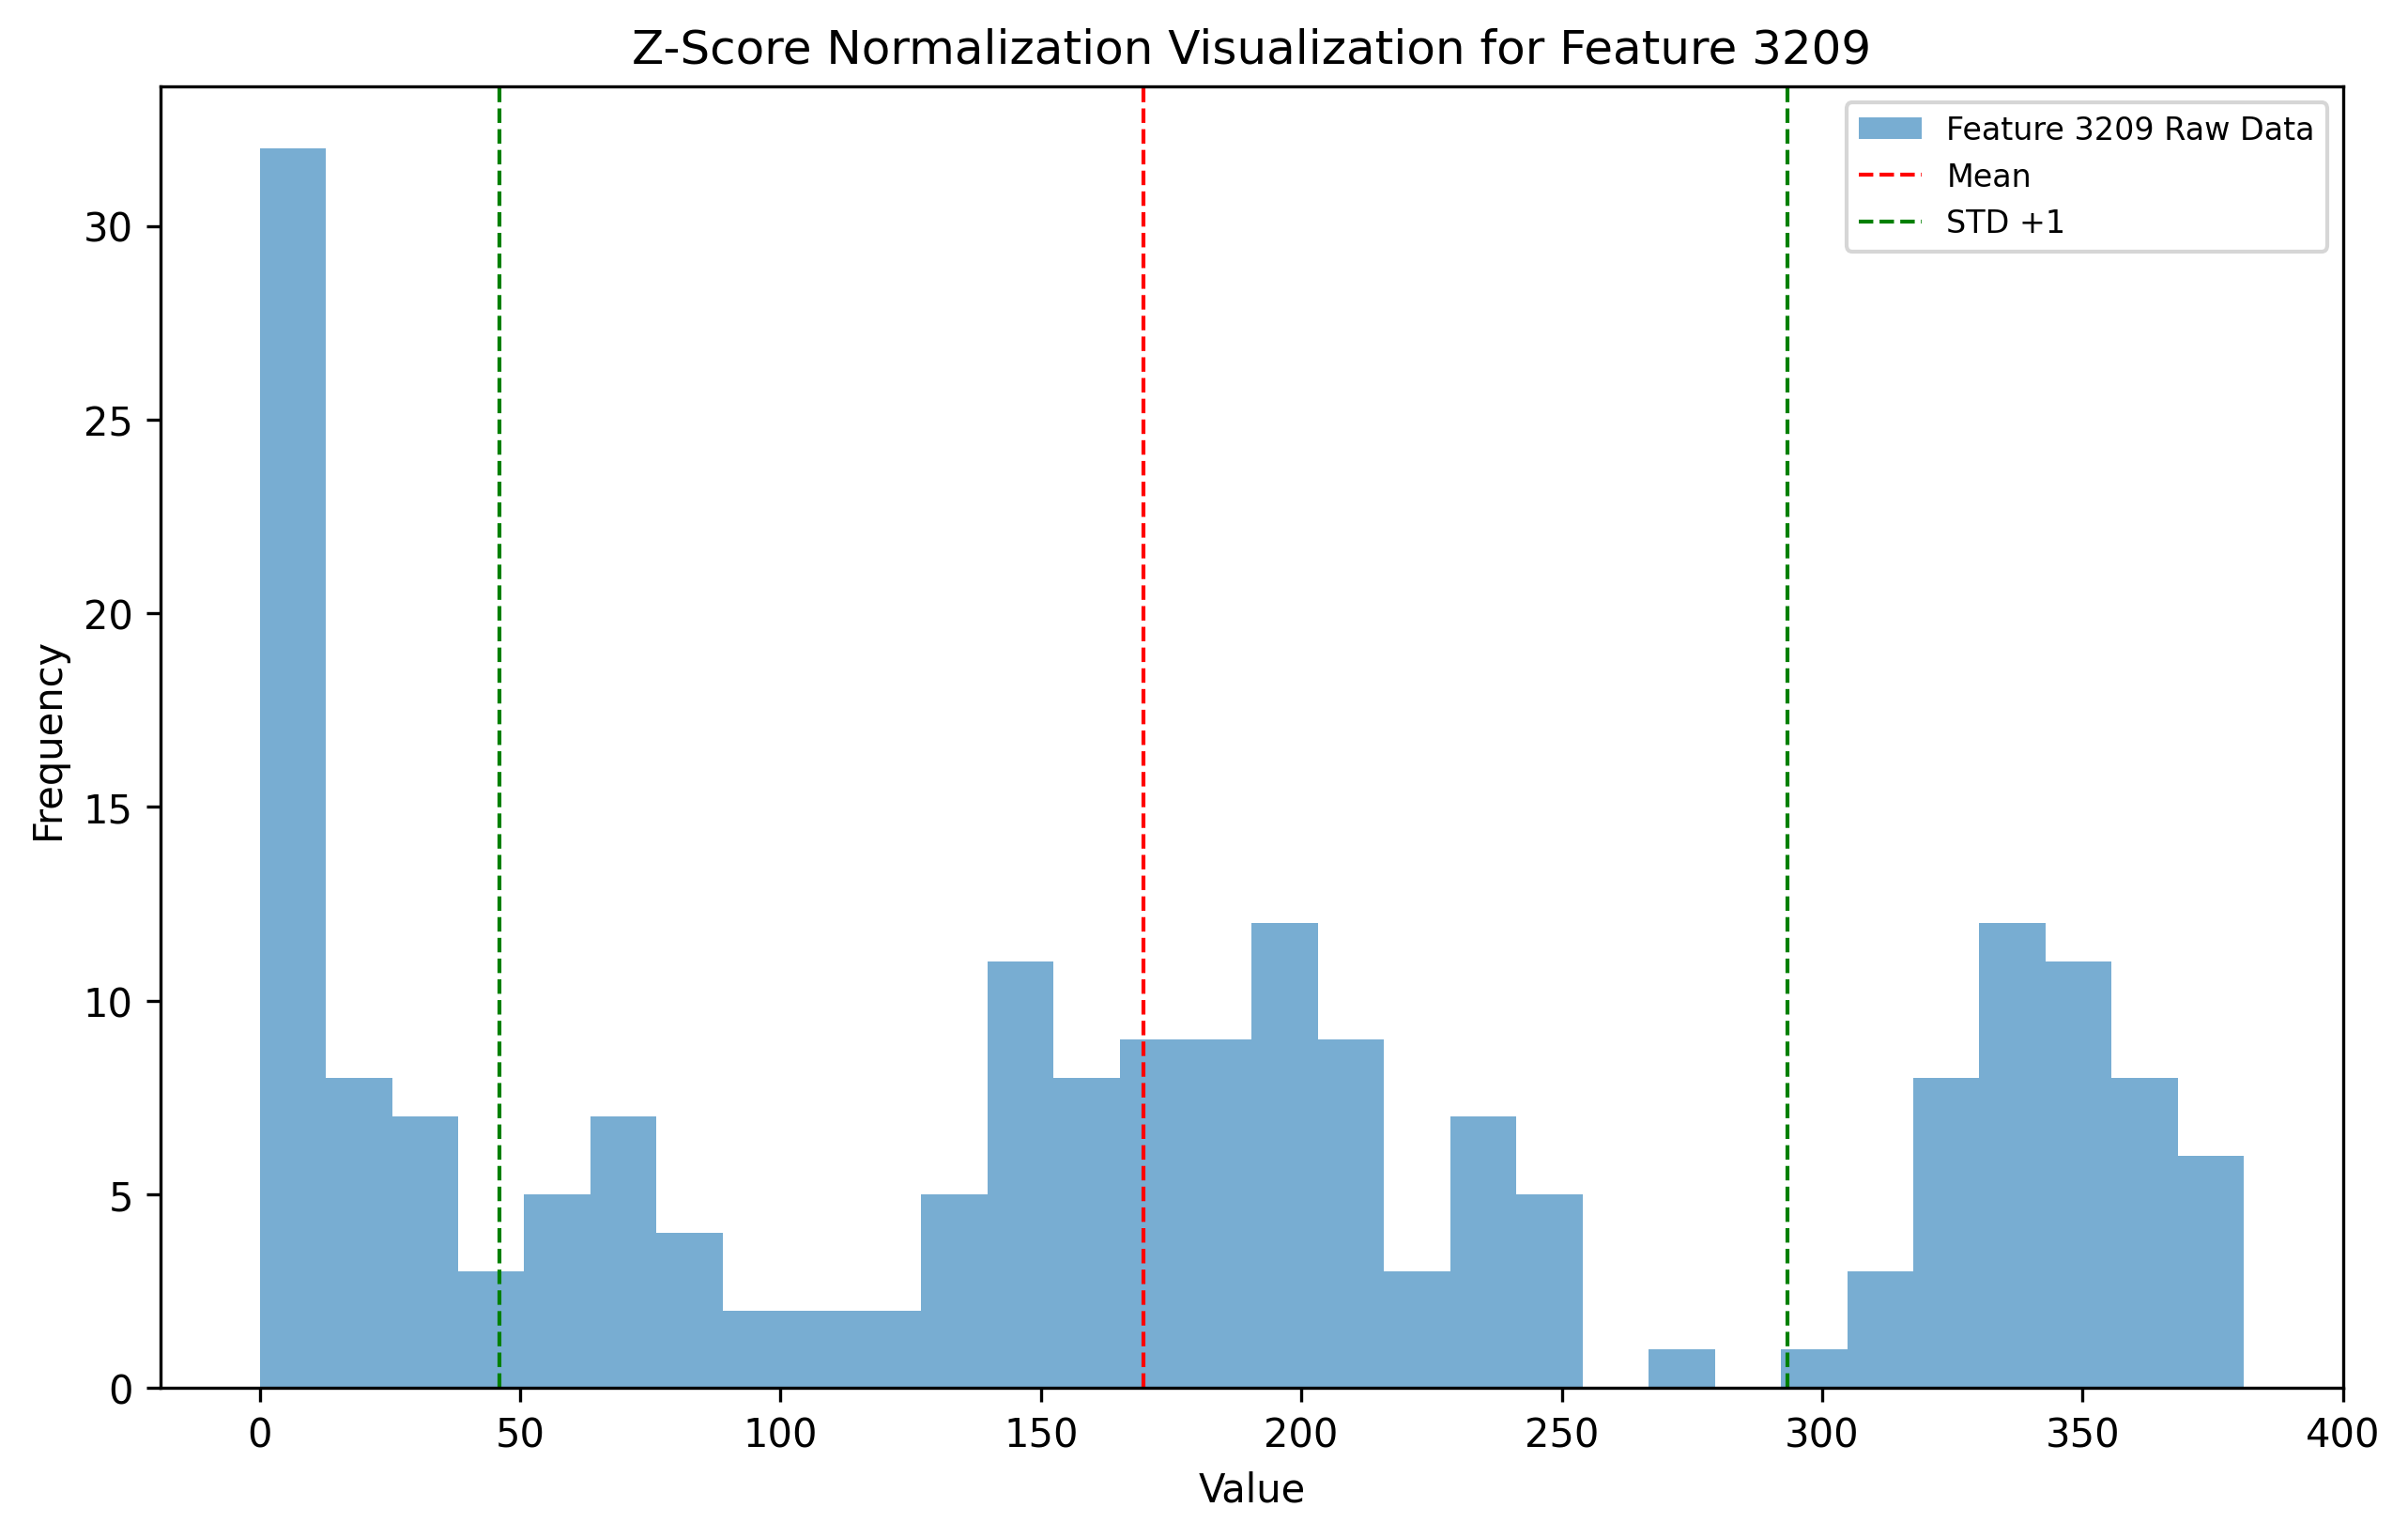 Z-Score Normalization Visualization for Feature 3209
Feature 3209 Raw Data
Mean
STD +1
30
25
20
15
10
5
0
Frequency
0 50 100 150 200 250 300 350 400
Value